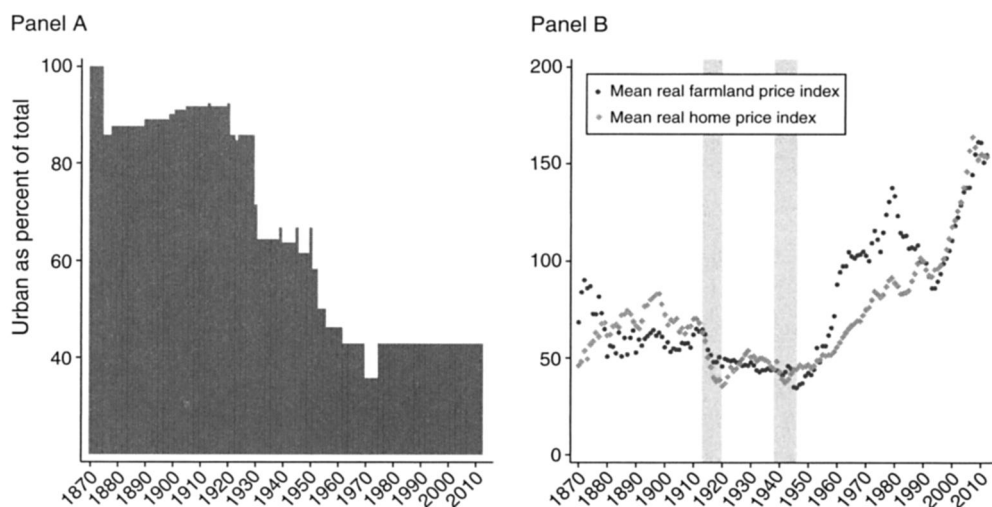 Panel A
Urban as percent of total
100
80
60
40
1870 1880 1890 1900 1910 1920 1930 1940 1950 1960 1970 1980 1990 2000 2010
Panel B
200
150
100
50
0
Mean real farmland price index
Mean real home price index
1870 1880 1890 1900 1910 1920 1930 1940 1950 1960 1970 1980 1990 2000 2010